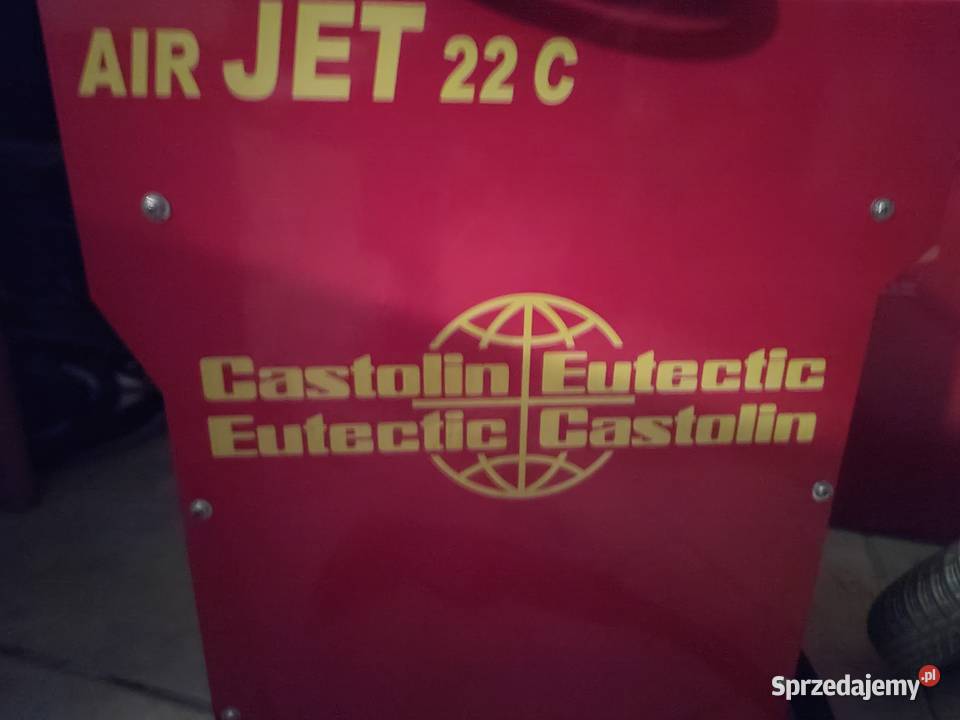 AIR JET 22 C
Castolin Eutectic
Eutectic Castolin
Sprzedajemy.pl